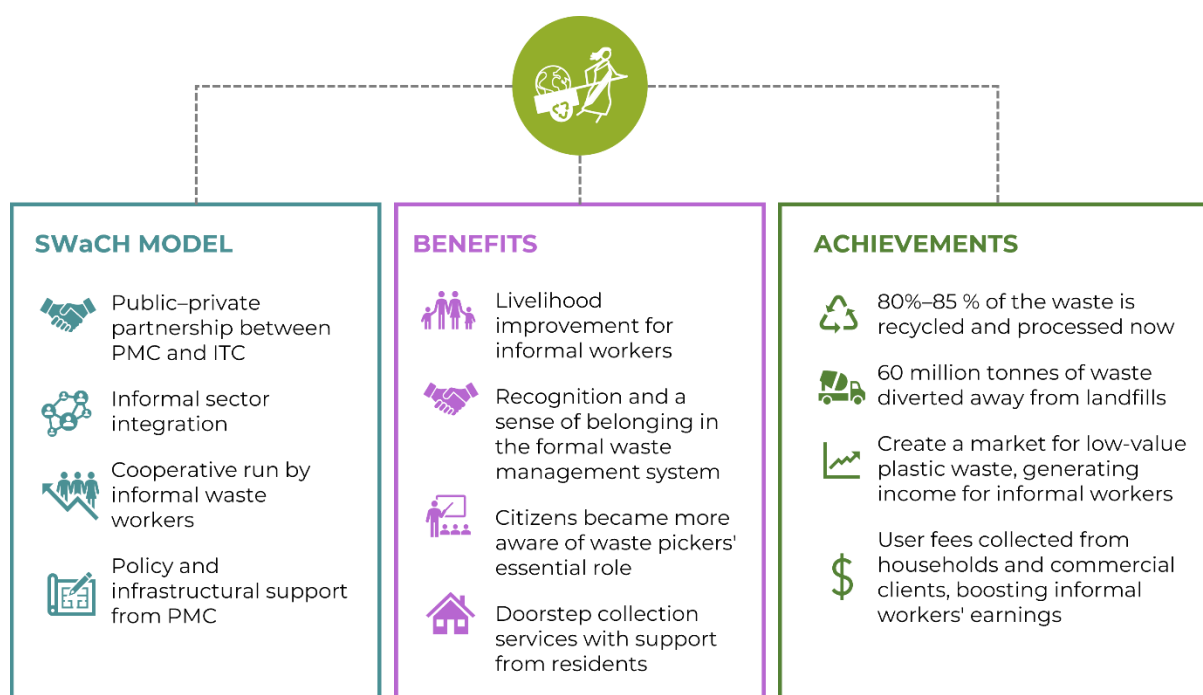 SWaCH MODEL
Public–private
partnership between
PMC and ITC
Informal sector
integration
Cooperative run by
informal waste
workers
Policy and
infrastructural support
from PMC
BENEFITS
Livelihood
improvement for
informal workers
Recognition and a
sense of belonging in
the formal waste
management system
Citizens became more
aware of waste pickers'
essential role
Doorstep collection
services with support
from residents
ACHIEVEMENTS
80%–85 % of the waste is
recycled and processed now
60 million tonnes of waste
diverted away from landfills
Create a market for low-value
plastic waste, generating
income for informal workers
User fees collected from
households and commercial
clients, boosting informal
workers' earnings